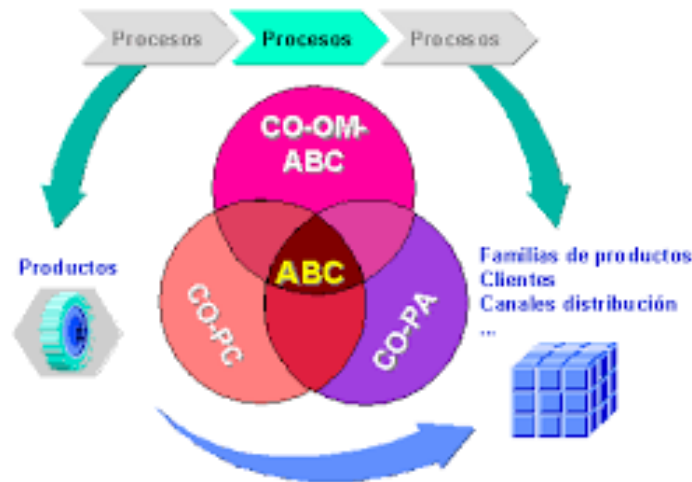 Procesos Procesos Procesos
CO-OM-
ABC
Productos
ABC
CO-PC
CO-PA
Familias de productos
Clientes
Canales distribución
...